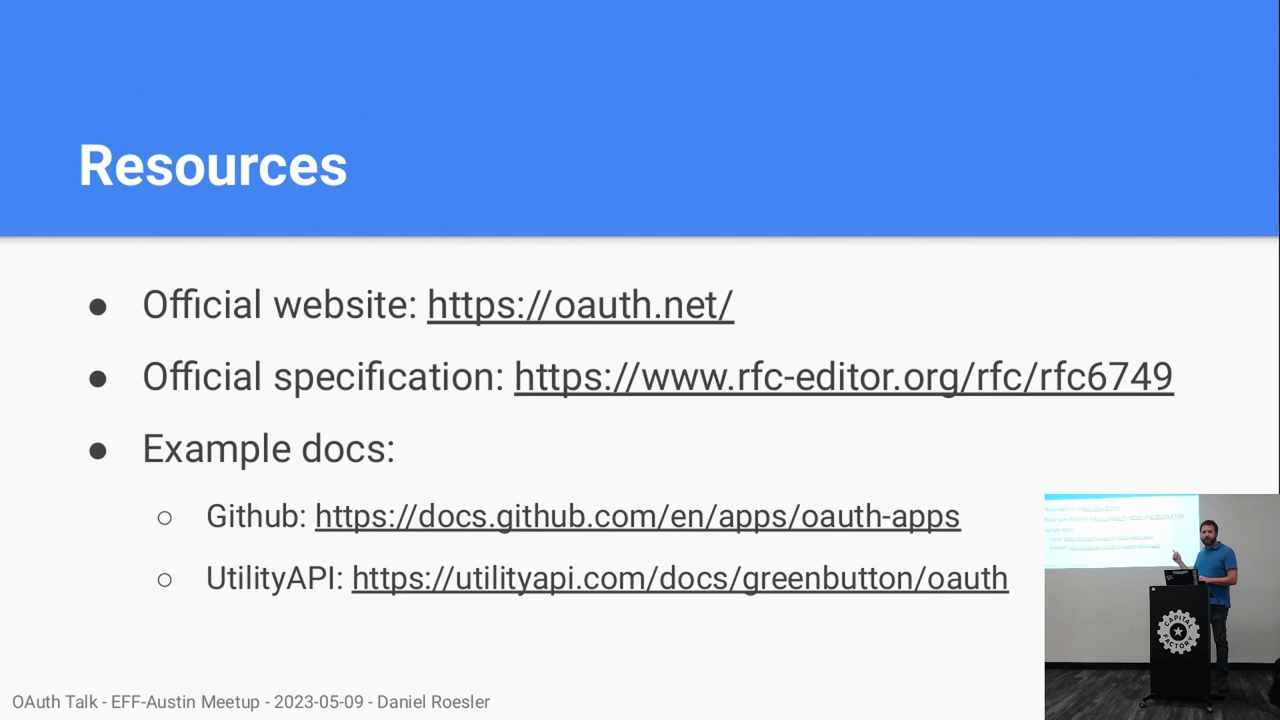 Resources
● Official website: https://oauth.net/
● Official specification: https://www.rfc-editor.org/rfc/rfc6749
● Example docs:
○ Github: https://docs.github.com/en/apps/oauth-apps
○ UtilityAPI: https://utilityapi.com/docs/greenbutton/oauth
CAPITAL
FACTORY
OAuth Talk - EFF-Austin Meetup - 2023-05-09 - Daniel Roesler